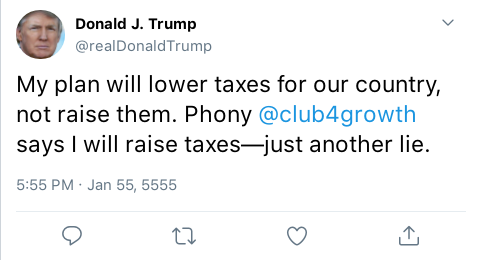 Donald J. Trump
@realDonaldTrump
My plan will lower taxes for our country,
not raise them. Phony @club4growth
says I will raise taxes—just another lie.
5:55 PM · Jan 55, 5555